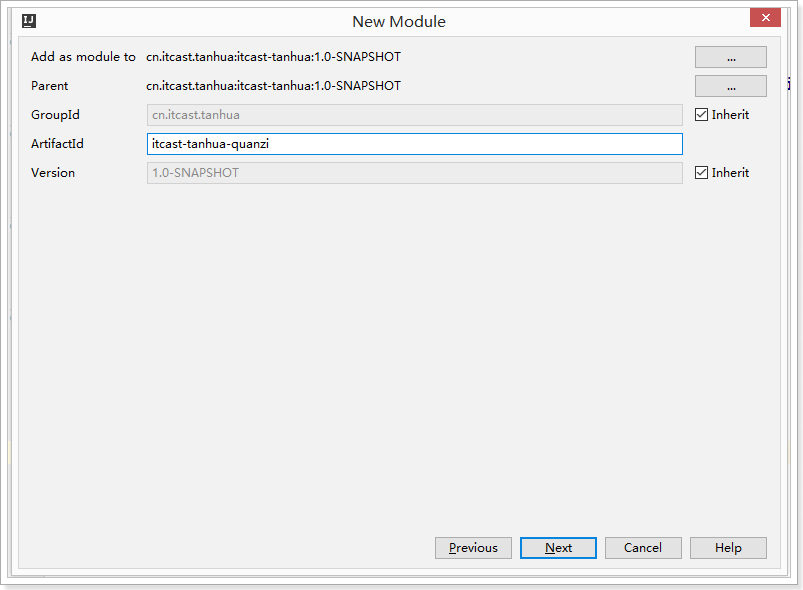 IJ
New Module
Add as module to cn.itcast.tanhua:itcast-tanhua:1.0-SNAPSHOT ...
Parent cn.itcast.tanhua:itcast-tanhua:1.0-SNAPSHOT ...
GroupId cn.itcast.tanhua Inherit
ArtifactId itcast-tanhua-quanzi
Version 1.0-SNAPSHOT Inherit
Previous Next Cancel Help